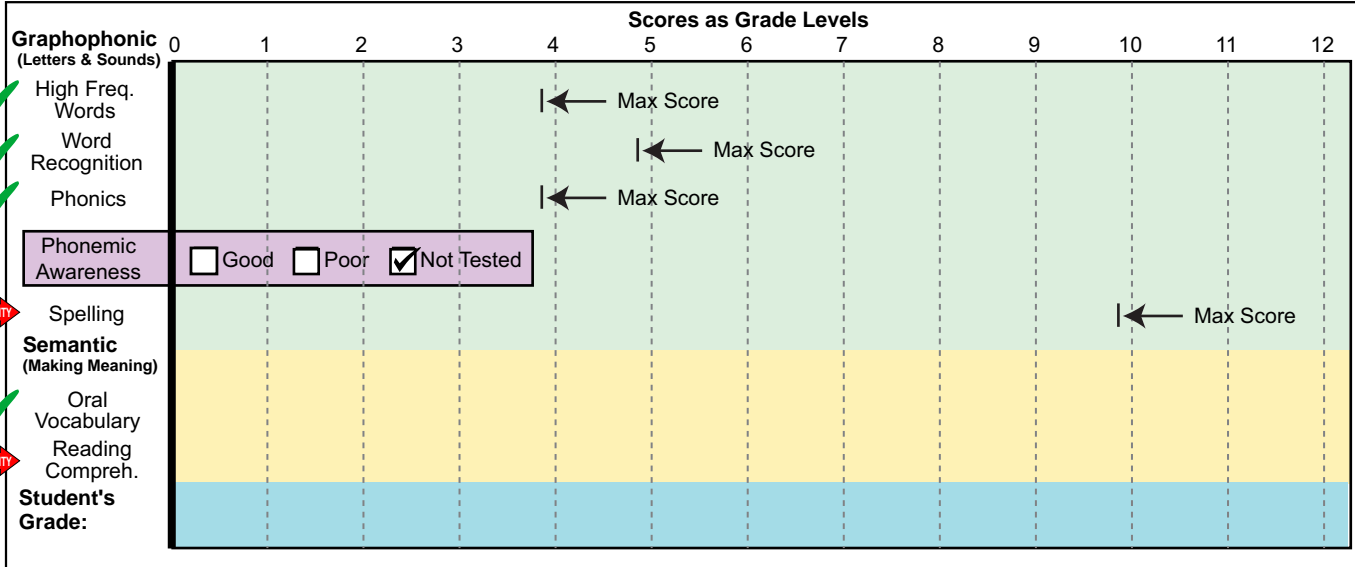 Scores as Grade Levels
Graphophonic
(Letters & Sounds)
0 1 2 3 4 5 6 7 8 9 10 11 12
High Freq.
Words
Max Score
Word
Recognition
Max Score
Phonics
Max Score
Phonemic
Awareness
Good Poor Not Tested
Spelling
Max Score
Semantic
(Making Meaning)
Oral
Vocabulary
Reading
Compreh.
Student's
Grade: